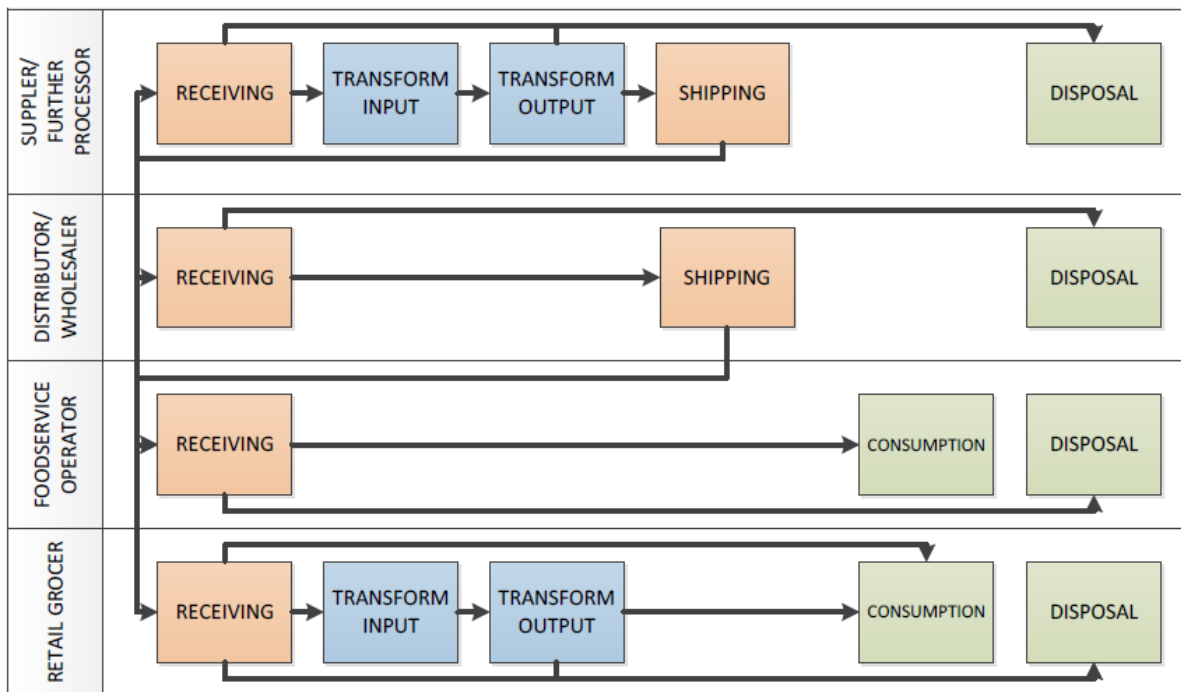 SUPPLER/
FURTHER
PROCESSOR
RECEIVING
TRANSFORM
INPUT
TRANSFORM
OUTPUT
SHIPPING
DISPOSAL
DISTRIBUTOR/
WHOLESALER
RECEIVING
SHIPPING
DISPOSAL
FOODSERVICE
OPERATOR
RECEIVING
CONSUMPTION
DISPOSAL
RETAIL GROCER
RECEIVING
TRANSFORM
INPUT
TRANSFORM
OUTPUT
CONSUMPTION
DISPOSAL